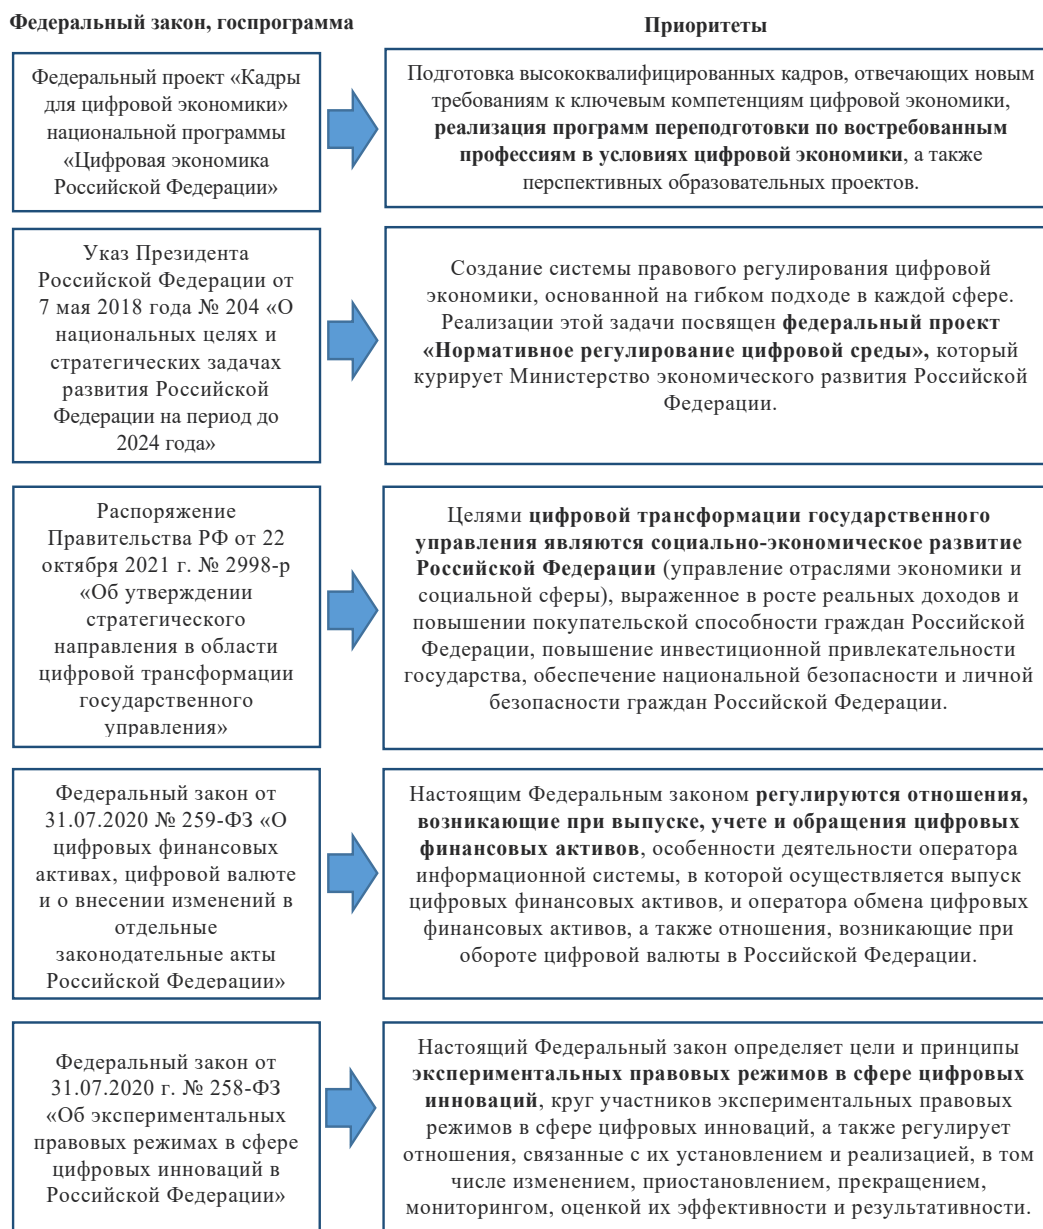 Федеральный закон, госпрограмма
Приоритеты
Федеральный проект «Кадры
для цифровой экономики»
национальной программы
«Цифровая экономика
Российской Федерации»
Подготовка высококвалифицированных кадров, отвечающих новым
требованиям к ключевым компетенциям цифровой экономики,
реализация программ переподготовки по востребованным
профессиям в условиях цифровой экономики, а также
перспективных образовательных проектов.
Указ Президента
Российской Федерации от
7 мая 2018 года № 204 «О
национальных целях и
стратегических задачах
развития Российской
Федерации на период до
2024 года»
Создание системы правового регулирования цифровой
экономики, основанной на гибком подходе в каждой сфере.
Реализации этой задачи посвящен федеральный проект
«Нормативное регулирование цифровой среды», который
курирует Министерство экономического развития Российской
Федерации.
Распоряжение
Правительства РФ от 22
октября 2021 г. № 2998-р
«Об утверждении
стратегического
направления в области
цифровой трансформации
государственного
управления»
Целями цифровой трансформации государственного
управления являются социально-экономическое развитие
Российской Федерации (управление отраслями экономики и
социальной сферы), выраженное в росте реальных доходов и
повышении покупательской способности граждан Российской
Федерации, повышение инвестиционной привлекательности
государства, обеспечение национальной безопасности и личной
безопасности граждан Российской Федерации.
Федеральный закон от
31.07.2020 № 259-ФЗ «О
цифровых финансовых
активах, цифровой валюте
и о внесении изменений в
отдельные
законодательные акты
Российской Федерации»
Настоящим Федеральным законом регулируются отношения,
возникающие при выпуске, учете и обращения цифровых
финансовых активов, особенности деятельности оператора
информационной системы, в которой осуществляется выпуск
цифровых финансовых активов, и оператора обмена цифровых
финансовых активов, а также отношения, возникающие при
обороте цифровой валюты в Российской Федерации.
Федеральный закон от
31.07.2020 г. № 258-ФЗ
«Об экспериментальных
правовых режимах в сфере
цифровых инноваций в
Российской Федерации»
Настоящий Федеральный закон определяет цели и принципы
экспериментальных правовых режимов в сфере цифровых
инноваций, круг участников экспериментальных правовых
режимов в сфере цифровых инноваций, а также регулирует
отношения, связанные с их установлением и реализацией, в том
числе изменением, приостановлением, прекращением,
мониторингом, оценкой их эффективности и результативности.